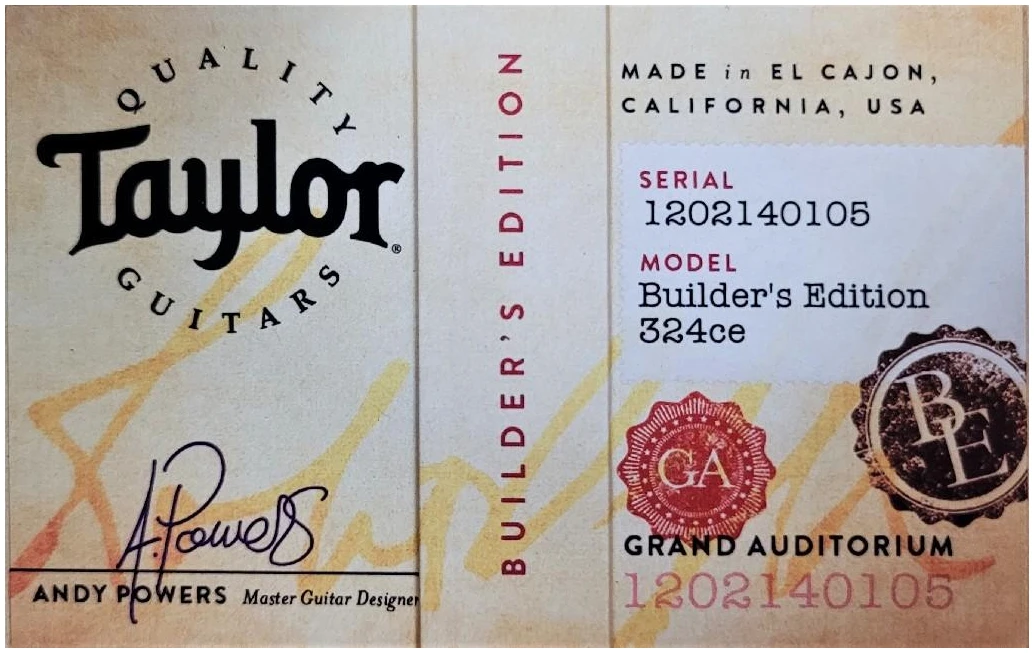 QUALITY
Taylor®
GUITARS
A. Powers
ANDY POWERS Master Guitar Designer
BUILDER'S EDITION
MADE in EL CAJON,
CALIFORNIA, USA
SERIAL
1202140105
MODEL
Builder's Edition
324ce
BE
GA
GRAND AUDITORIUM
1202140105